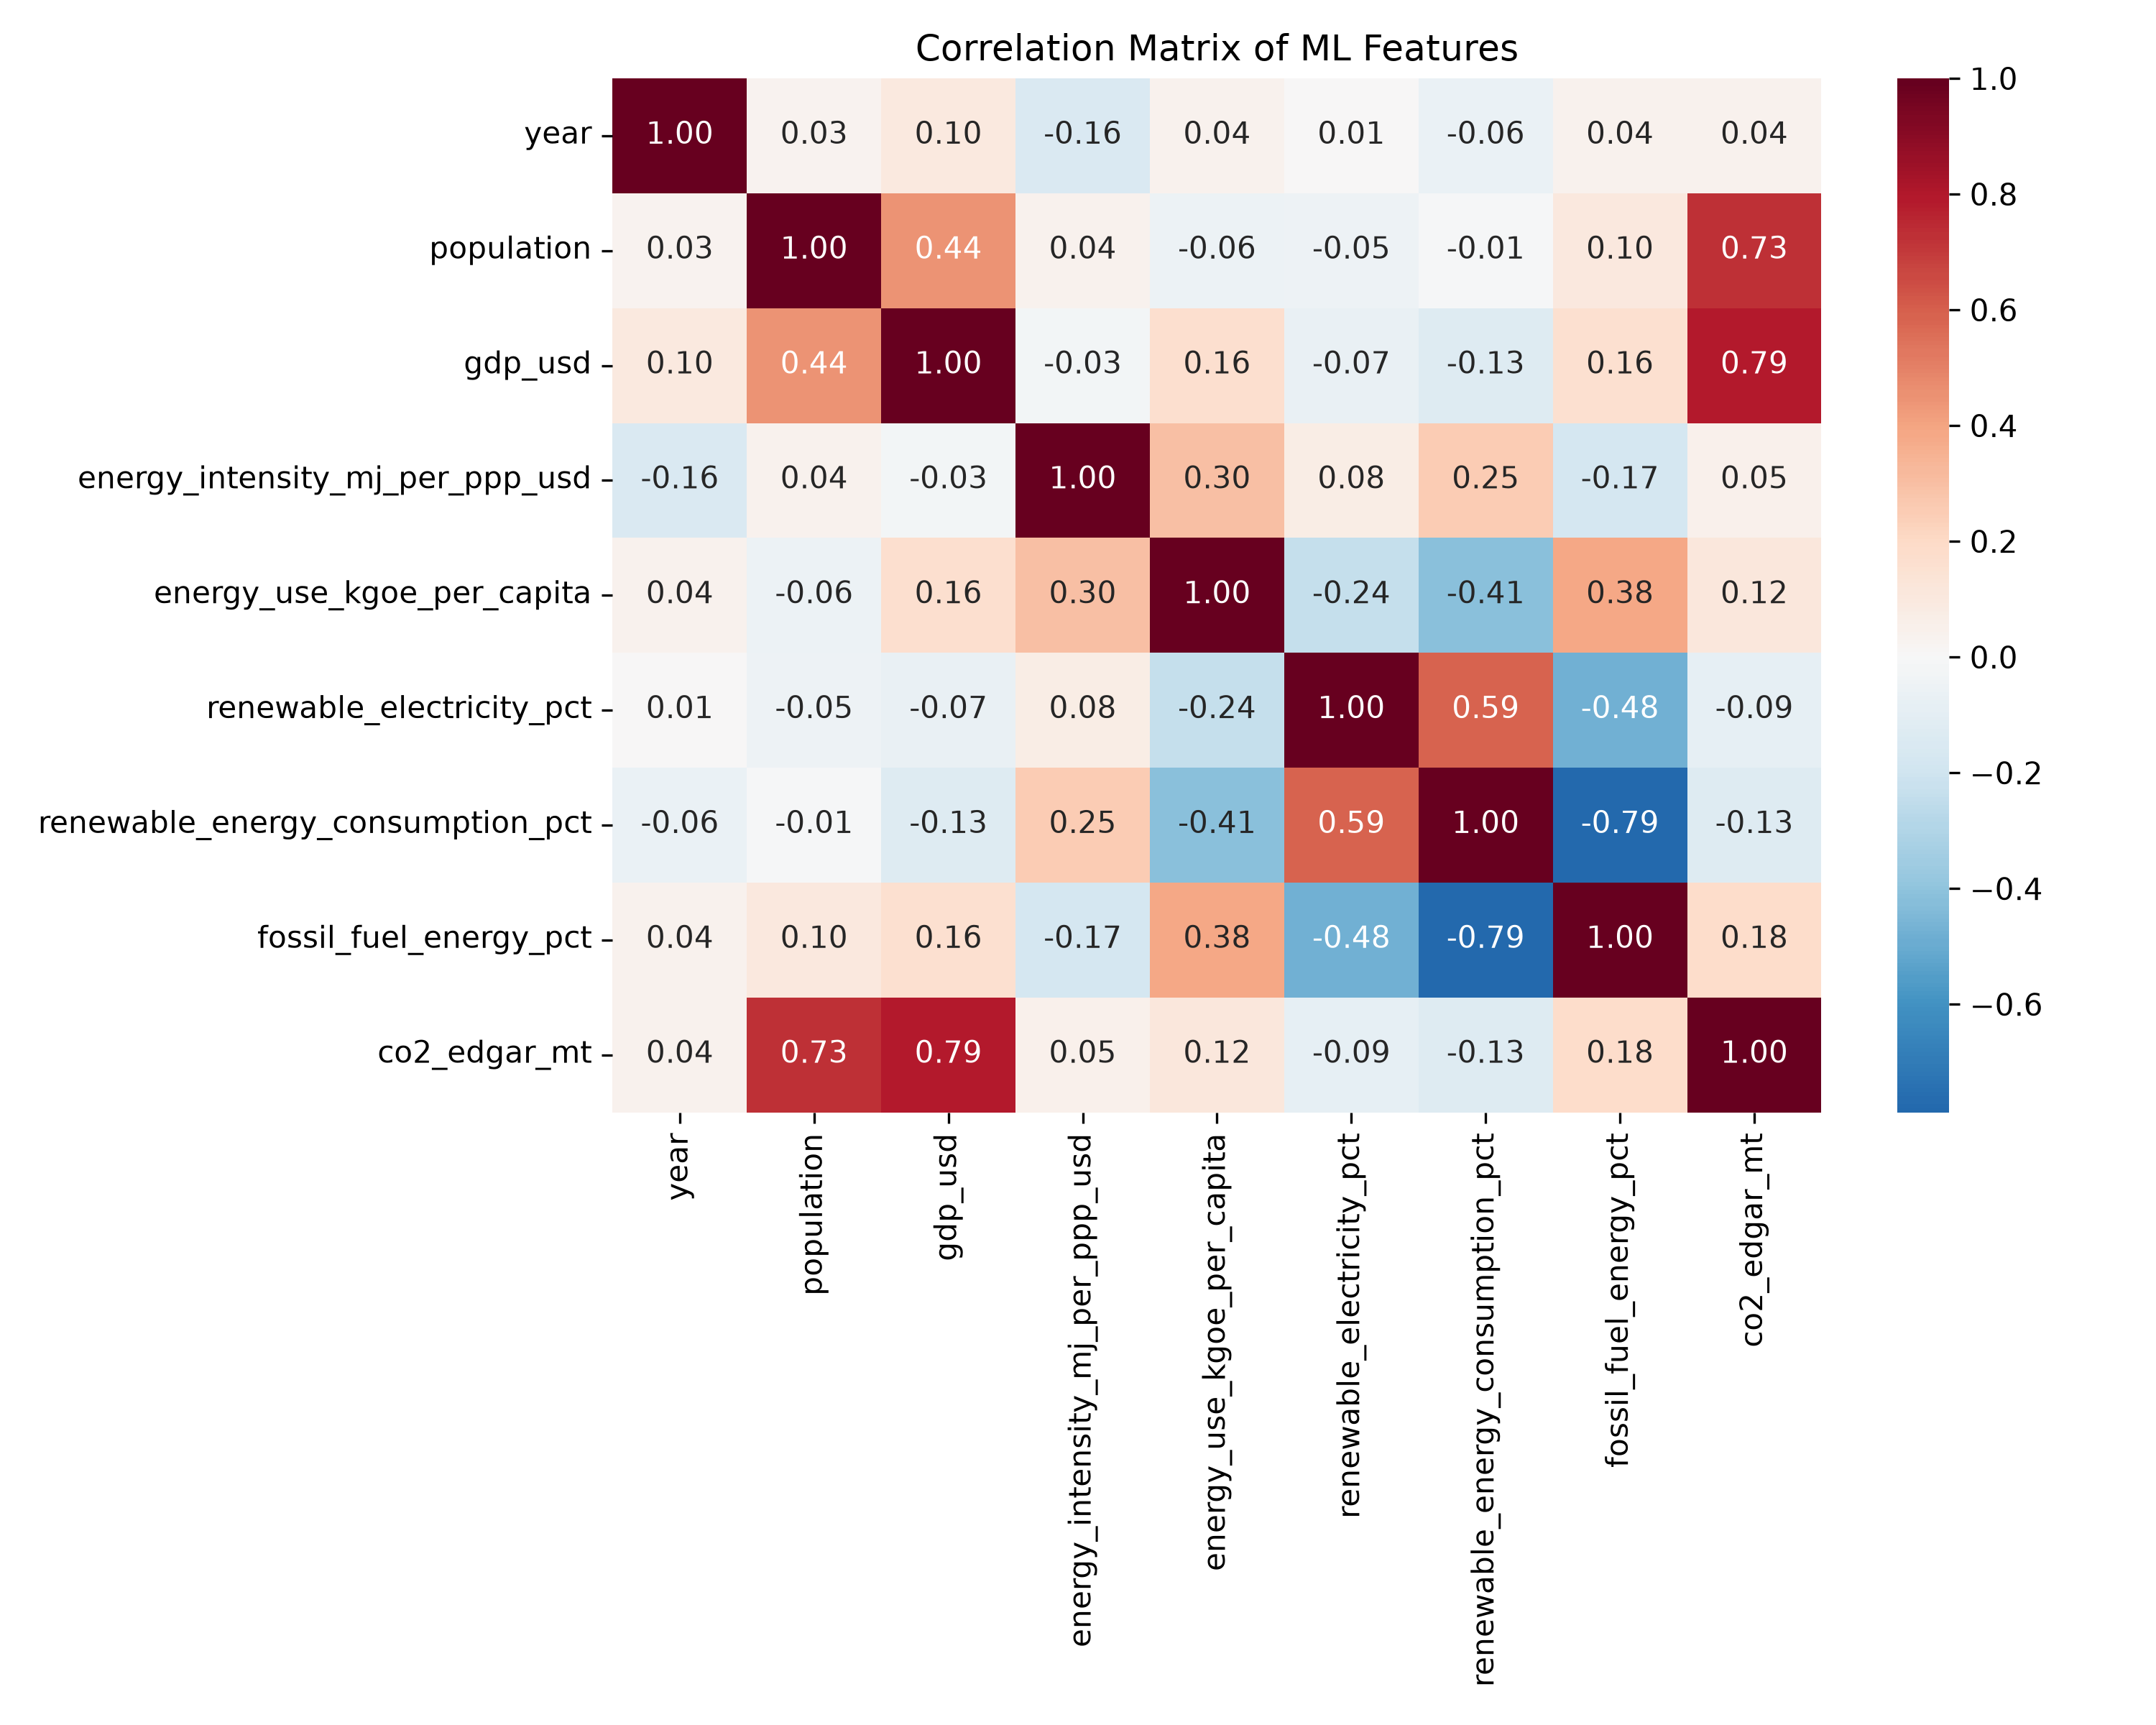 Correlation Matrix of ML Features
year 1.00 0.03 0.10 -0.16 0.04 0.01 -0.06 0.04 0.04
population 0.03 1.00 0.44 0.04 -0.06 -0.05 -0.01 0.10 0.73
gdp_usd 0.10 0.44 1.00 -0.03 0.16 -0.07 -0.13 0.16 0.79
energy_intensity_mj_per_ppp_usd -0.16 0.04 -0.03 1.00 0.30 0.08 0.25 -0.17 0.05
energy_use_kgoe_per_capita 0.04 -0.06 0.16 0.30 1.00 -0.24 -0.41 0.38 0.12
renewable_electricity_pct 0.01 -0.05 -0.07 0.08 -0.24 1.00 0.59 -0.48 -0.09
renewable_energy_consumption_pct -0.06 -0.01 -0.13 0.25 -0.41 0.59 1.00 -0.79 -0.13
fossil_fuel_energy_pct 0.04 0.10 0.16 -0.17 0.38 -0.48 -0.79 1.00 0.18
co2_edgar_mt 0.04 0.73 0.79 0.05 0.12 -0.09 -0.13 0.18 1.00
year
population
gdp_usd
energy_intensity_mj_per_ppp_usd
energy_use_kgoe_per_capita
renewable_electricity_pct
renewable_energy_consumption_pct
fossil_fuel_energy_pct
co2_edgar_mt
1.0
0.8
0.6
0.4
0.2
0.0
−0.2
−0.4
−0.6